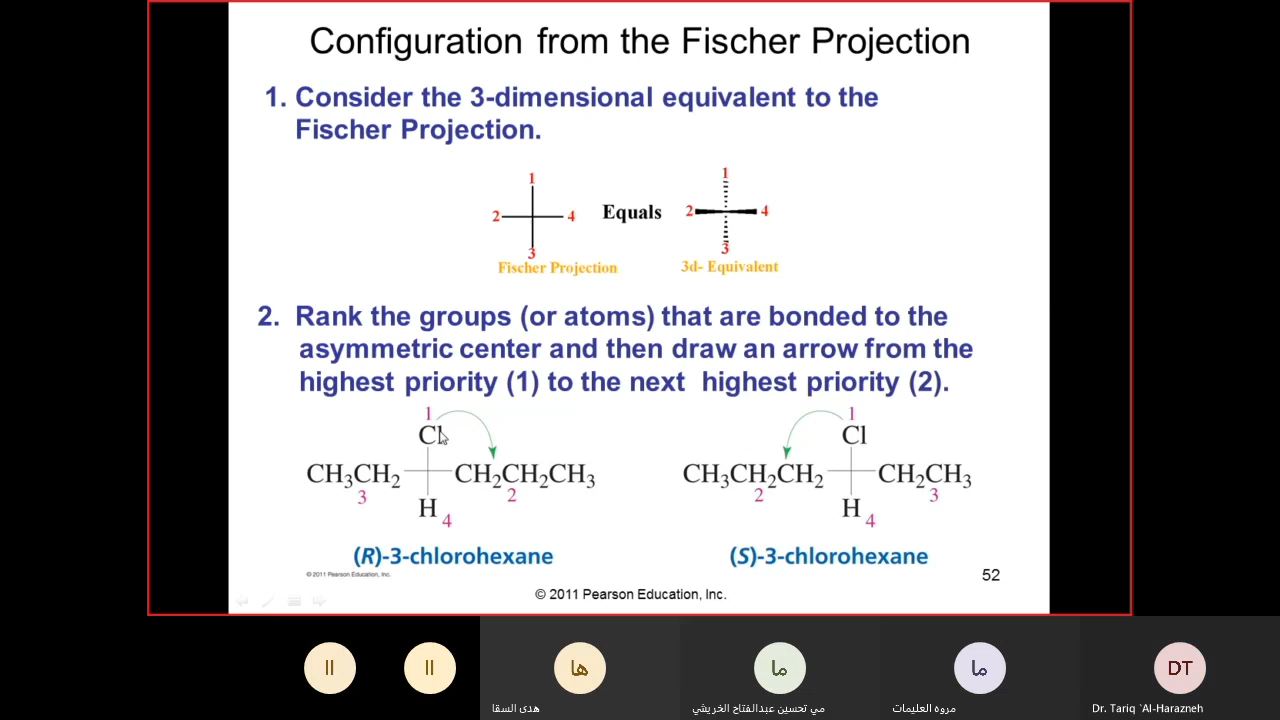 Configuration from the Fischer Projection
1. Consider the 3-dimensional equivalent to the
Fischer Projection.
1
2
4
3
Fischer Projection
Equals
1
2
4
3
3d- Equivalent
2. Rank the groups (or atoms) that are bonded to the
asymmetric center and then draw an arrow from the
highest priority (1) to the next highest priority (2).
1
Cl
CH₃CH₂
CH₂CH₂CH₃
3
2
H
4
(R)-3-chlorohexane
1
Cl
CH₃CH₂CH₂
CH₂CH₃
2
3
H
4
(S)-3-chlorohexane
© 2011 Pearson Education, Inc.
52
© 2011 Pearson Education, Inc.
اا
اا
ها
هدى السقا
ما
مي تحسين عبدالفتاح الخريشي
ما
مروه العليمات
DT
Dr. Tariq `Al-Harazneh